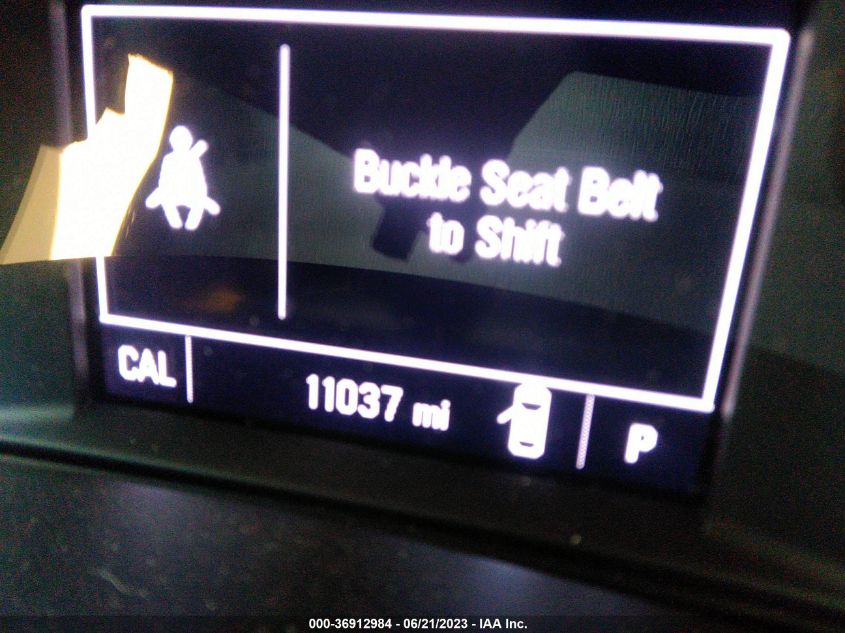 Buckle Seat Belt
to Shift
CAL
11037 mi
P
000-36912984 - 06/21/2023 - IAA Inc.